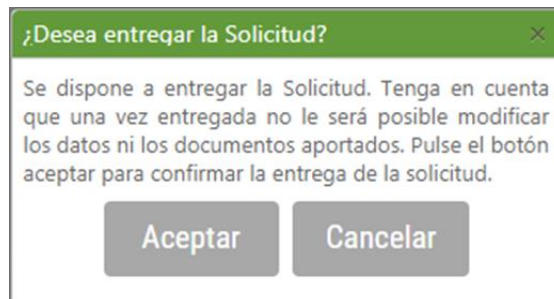 ¿Desea entregar la Solicitud?
Se dispone a entregar la Solicitud. Tenga en cuenta
que una vez entregada no le será posible modificar
los datos ni los documentos aportados. Pulse el botón
aceptar para confirmar la entrega de la solicitud.
Aceptar Cancelar